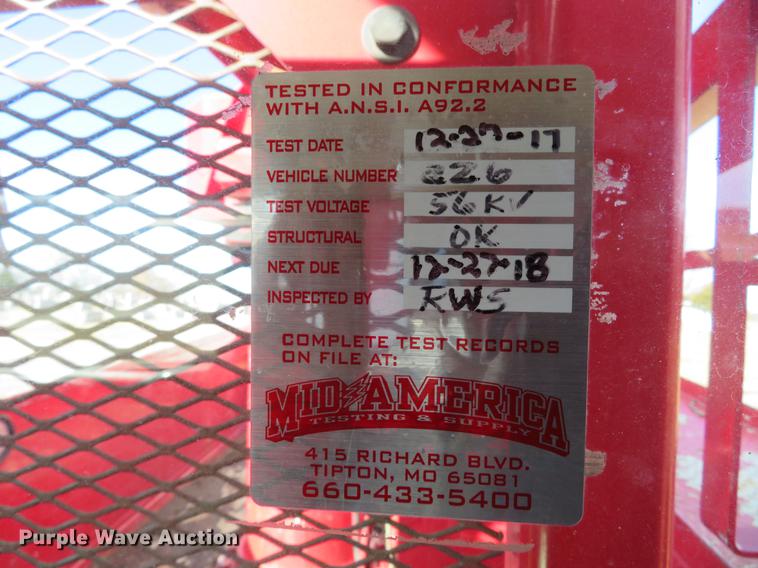 TESTED IN CONFORMANCE
WITH A.N.S.I. A92.2
TEST DATE 12-27-17
VEHICLE NUMBER 226
TEST VOLTAGE 56KV
STRUCTURAL OK
NEXT DUE 12-27-18
INSPECTED BY RWS
COMPLETE TEST RECORDS
ON FILE AT:
MID AMERICA
TESTING & SUPPLY
415 RICHARD BLVD.
TIPTON, MO 65081
660-433-5400
Purple Wave Auction